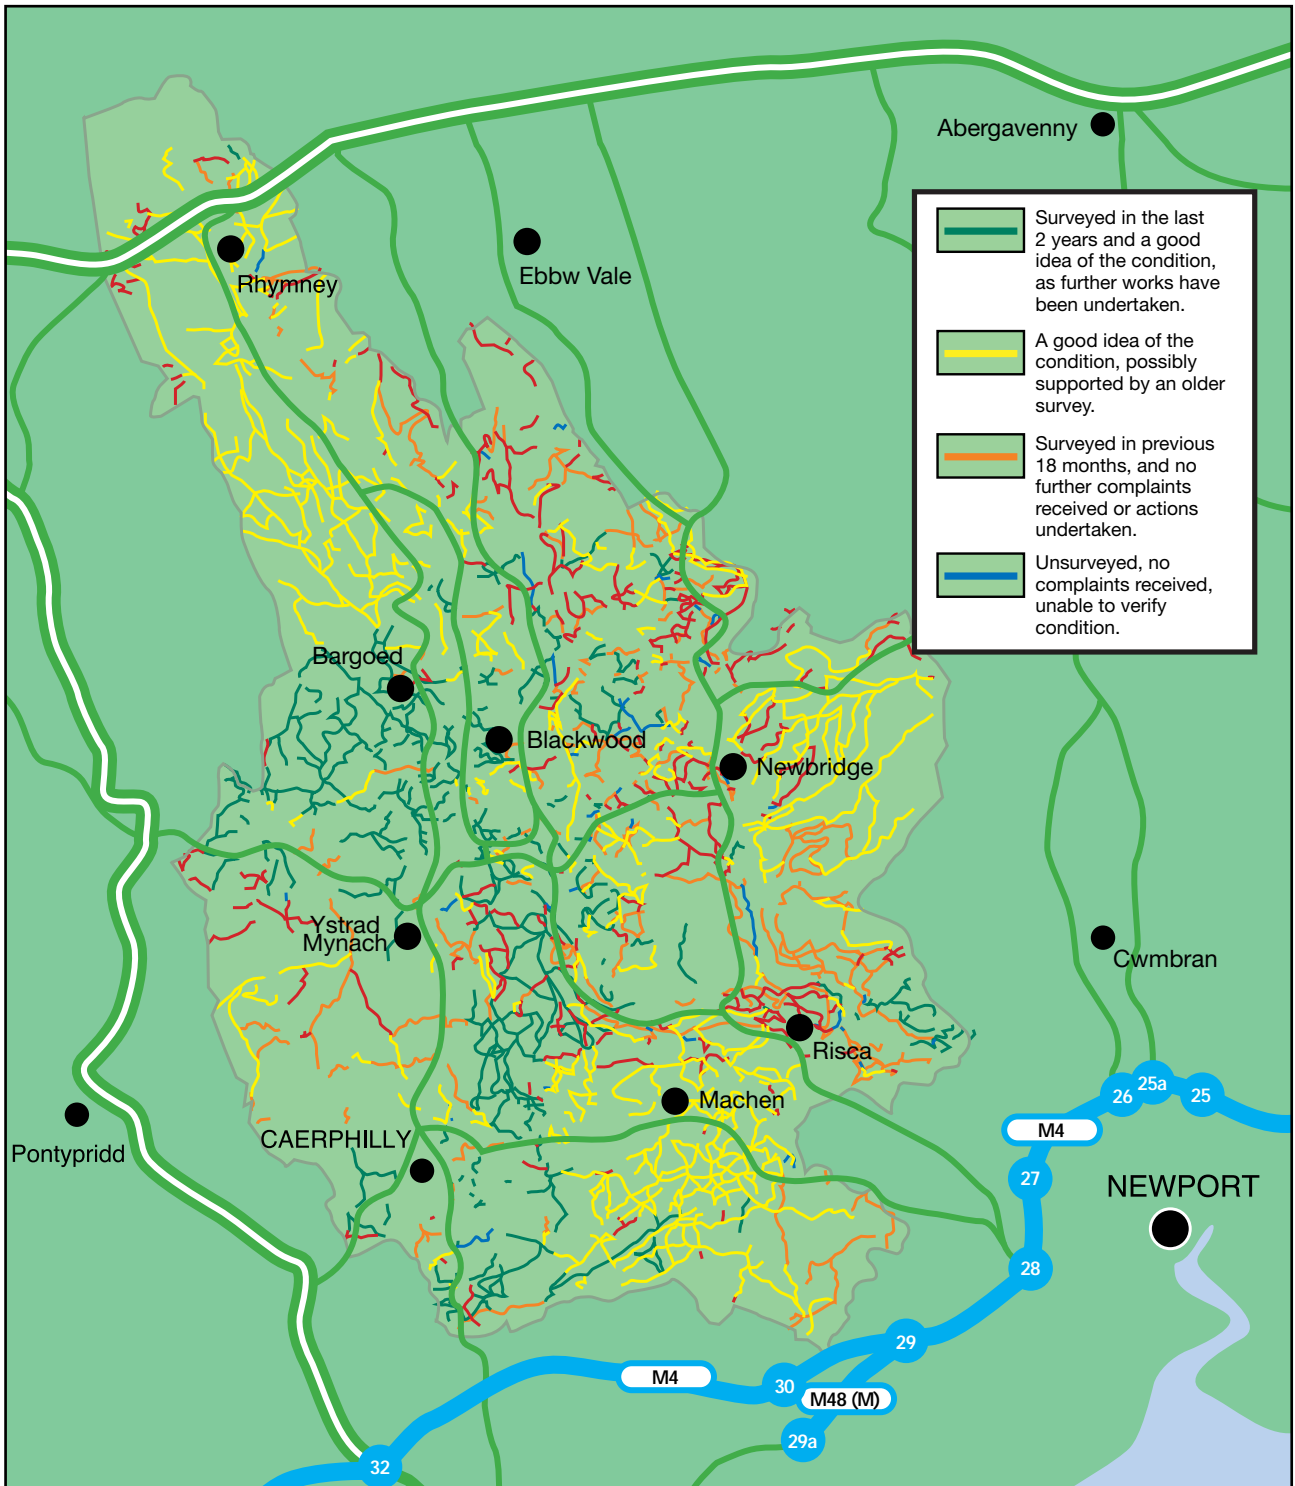 Abergavenny
Surveyed in the last
2 years and a good
idea of the condition,
as further works have
been undertaken.
A good idea of the
condition, possibly
supported by an older
survey.
Surveyed in previous
18 months, and no
further complaints
received or actions
undertaken.
Unsurveyed, no
complaints received,
unable to verify
condition.
Ebbw Vale
Rhymney
Bargoed
Blackwood
Newbridge
Ystrad
Mynach
Cwmbran
Risca
Machen
Pontypridd
CAERPHILLY
NEWPORT
26
25a
25
M4
27
28
29
M4
30
M48 (M)
29a
32